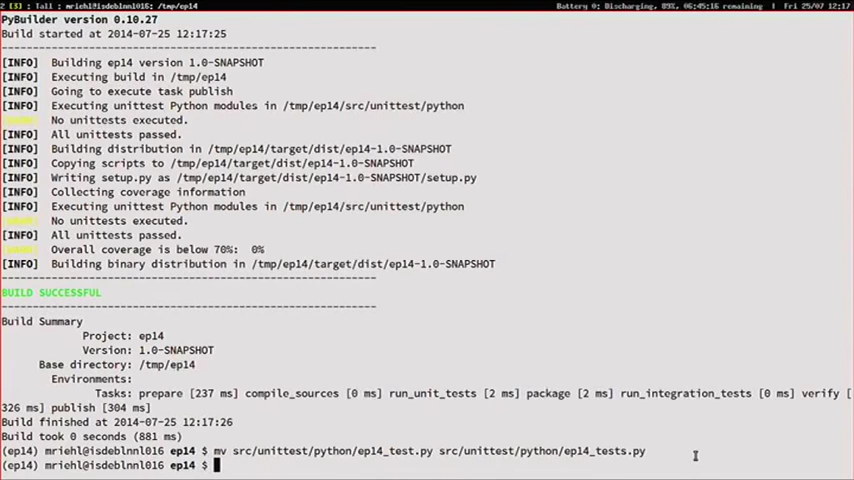 2 [3] : Tall : mriehl@isdeblnnl016: /tmp/ep14 Battery 0: Discharging, 89%, 06:45:16 remaining | Fri 25/07 12:17
PyBuilder version 0.10.27
Build started at 2014-07-25 12:17:25
------------------------------------------------------------
[INFO]  Building ep14 version 1.0-SNAPSHOT
[INFO]  Executing build in /tmp/ep14
[INFO]  Going to execute task publish
[INFO]  Executing unittest Python modules in /tmp/ep14/src/unittest/python
No unittests executed.
[INFO]  All unittests passed.
[INFO]  Building distribution in /tmp/ep14/target/dist/ep14-1.0-SNAPSHOT
[INFO]  Copying scripts to /tmp/ep14/target/dist/ep14-1.0-SNAPSHOT
[INFO]  Writing setup.py as /tmp/ep14/target/dist/ep14-1.0-SNAPSHOT/setup.py
[INFO]  Collecting coverage information
[INFO]  Executing unittest Python modules in /tmp/ep14/src/unittest/python
No unittests executed.
[INFO]  All unittests passed.
Overall coverage is below 70%:  0%
[INFO]  Building binary distribution in /tmp/ep14/target/dist/ep14-1.0-SNAPSHOT
------------------------------------------------------------
BUILD SUCCESSFUL
------------------------------------------------------------
Build Summary
Project: ep14
Version: 1.0-SNAPSHOT
Base directory: /tmp/ep14
Environments:
Tasks: prepare [237 ms] compile_sources [0 ms] run_unit_tests [2 ms] package [2 ms] run_integration_tests [0 ms] verify [
326 ms] publish [304 ms]
Build finished at 2014-07-25 12:17:26
Build took 0 seconds (881 ms)
(ep14) mriehl@isdeblnnl016 ep14 $ mv src/unittest/python/ep14_test.py src/unittest/python/ep14_tests.py
(ep14) mriehl@isdeblnnl016 ep14 $